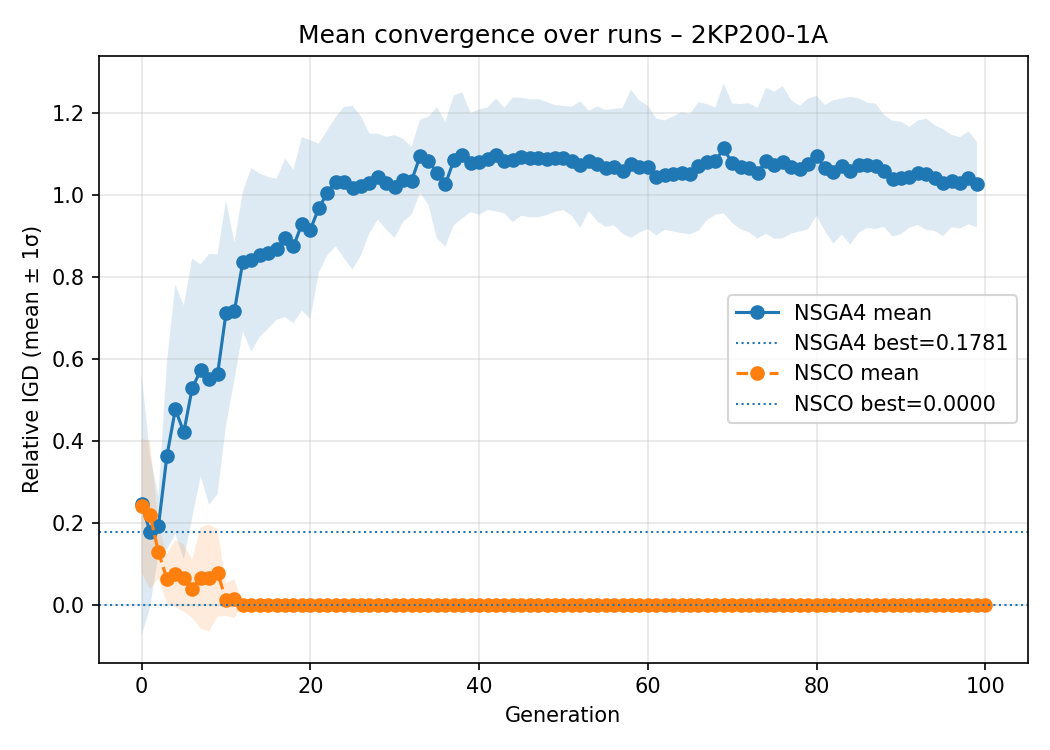 Mean convergence over runs – 2KP200-1A
Relative IGD (mean ± 1σ)
1.2
1.0
0.8
0.6
0.4
0.2
0.0
NSGA4 mean
NSGA4 best=0.1781
NSCO mean
NSCO best=0.0000
0 20 40 60 80 100
Generation